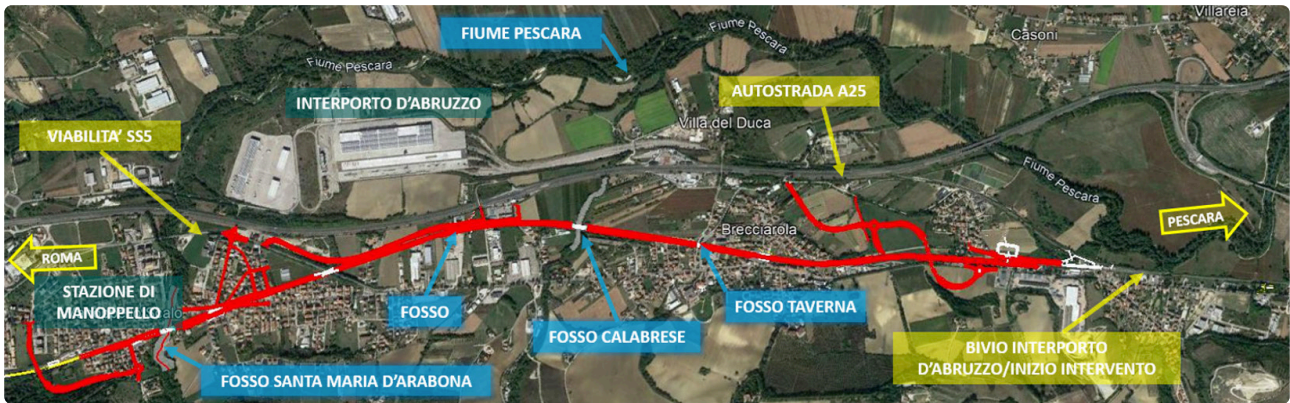 Villareia
Casoni
FIUME PESCARA
Fiume Pescara
Fiume Pescara
AUTOSTRADA A25
INTERPORTO D'ABRUZZO
Villa del Duca
VIABILITA' SS5
Fiume Pescara
PESCARA
Brecciarola
ROMA
STAZIONE DI
MANOPPELLO
FOSSO
FOSSO TAVERNA
FOSSO CALABRESE
BIVIO INTERPORTO
D'ABRUZZO/INIZIO INTERVENTO
FOSSO SANTA MARIA D'ARABONA